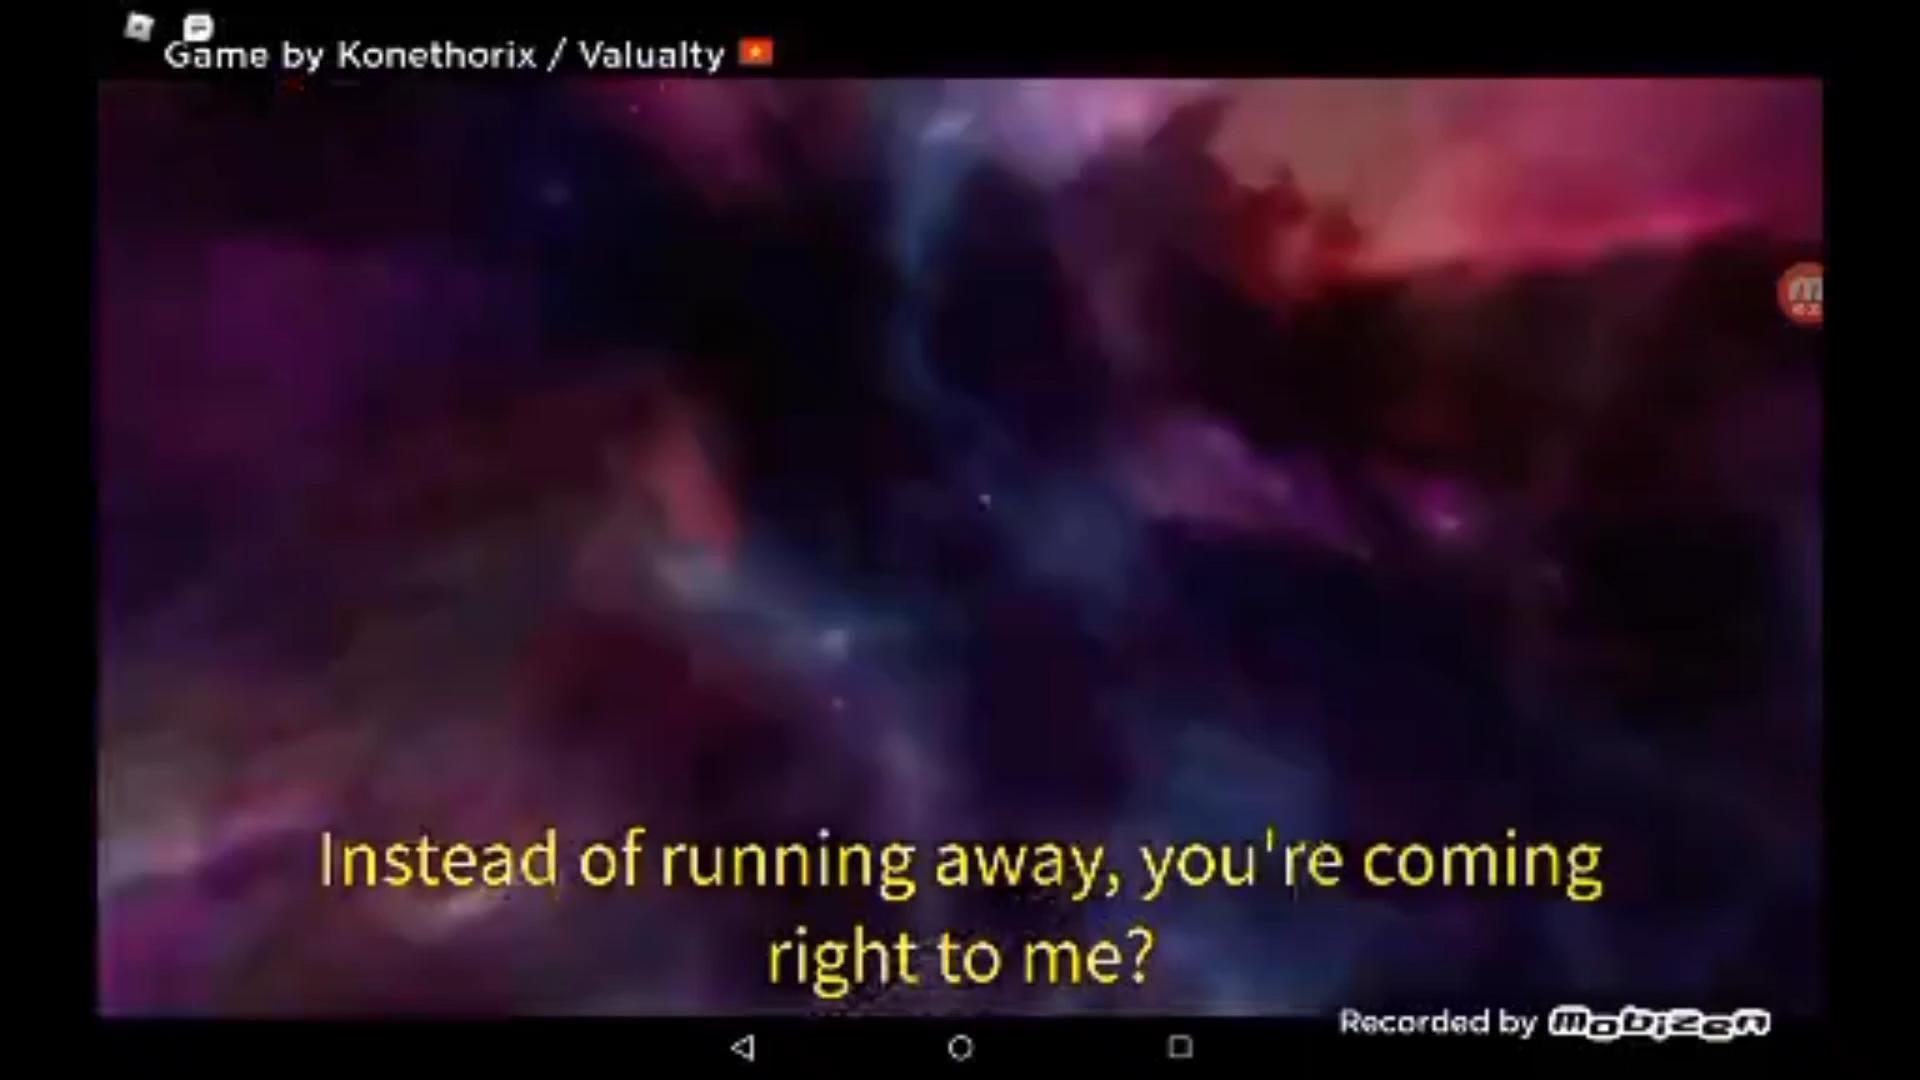 Game by Konethorix / Valualty
Instead of running away, you're coming
right to me?
Recorded by mobizen